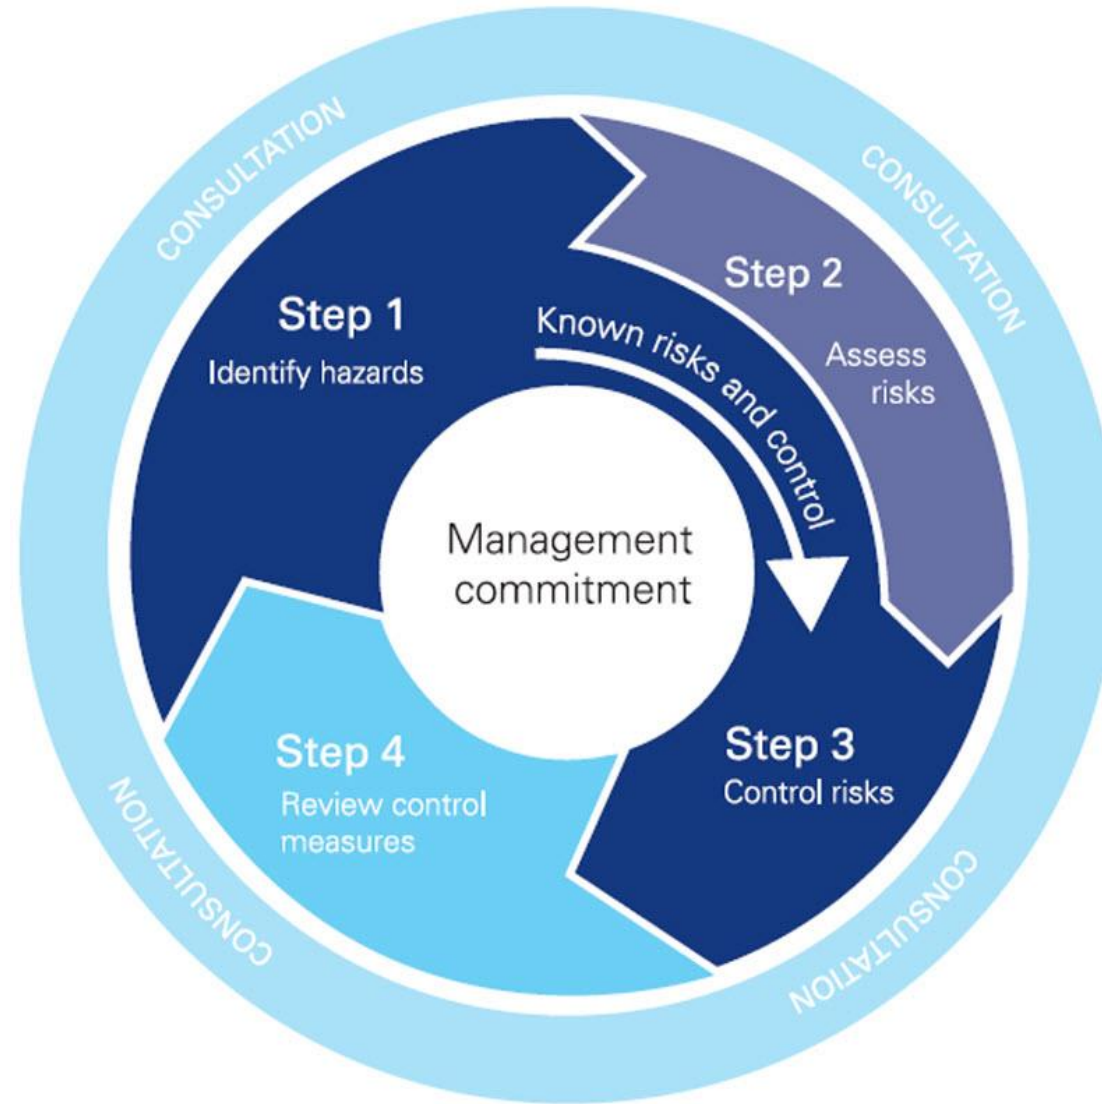 CONSULTATION
CONSULTATION
Step 1
Identify hazards
Step 2
Assess
risks
Known risks and control
Management
commitment
Step 3
Control risks
Step 4
Review control
measures
CONSULTATION
CONSULTATION